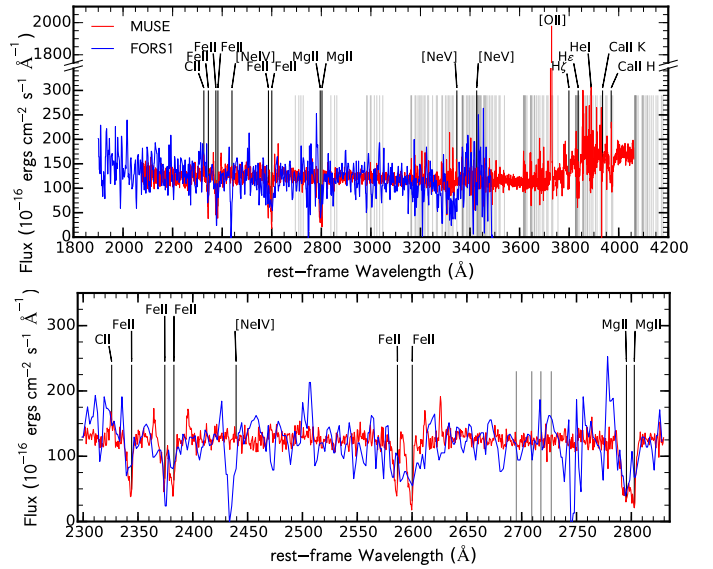 [OII]
2000
1800
MUSE
FORS1
FeII FeII
FeII [NeIV] MgII MgII [NeV] [NeV] Hε HeI CaII K
CII FeII FeII Hζ CaII H
300
250
200
150
100
50
0
1800 2000 2200 2400 2600 2800 3000 3200 3400 3600 3800 4000 4200
rest−frame Wavelength (Å)
Flux (10⁻¹⁶ ergs cm⁻² s⁻¹ Å⁻¹)
FeII FeII
FeII [NeIV] FeII FeII MgII MgII
CII
300
200
100
0
2300 2350 2400 2450 2500 2550 2600 2650 2700 2750 2800
rest−frame Wavelength (Å)
Flux (10⁻¹⁶ ergs cm⁻² s⁻¹ Å⁻¹)